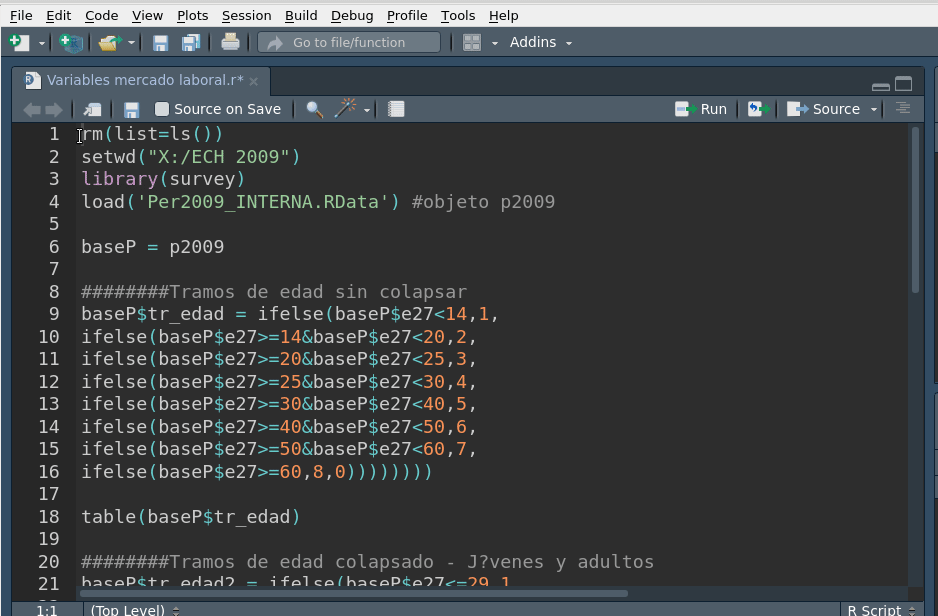 File Edit Code View Plots Session Build Debug Profile Tools Help
Go to file/function Addins
Variables mercado laboral.r*
Source on Save Run Source
1 rm(list=ls())
2 setwd("X:/ECH 2009")
3 library(survey)
4 load('Per2009_INTERNA.RData') #objeto p2009
5
6 baseP = p2009
7
8 ########Tramos de edad sin colapsar
9 baseP$tr_edad = ifelse(baseP$e27<14,1,
10 ifelse(baseP$e27>=14&baseP$e27<20,2,
11 ifelse(baseP$e27>=20&baseP$e27<25,3,
12 ifelse(baseP$e27>=25&baseP$e27<30,4,
13 ifelse(baseP$e27>=30&baseP$e27<40,5,
14 ifelse(baseP$e27>=40&baseP$e27<50,6,
15 ifelse(baseP$e27>=50&baseP$e27<60,7,
16 ifelse(baseP$e27>=60,8,0))))))))
17
18 table(baseP$tr_edad)
19
20 ########Tramos de edad colapsado - J?venes y adultos
21 baseP$tr_edad2 = ifelse(baseP$e27<=29,1
1:1 (Top Level) R Script